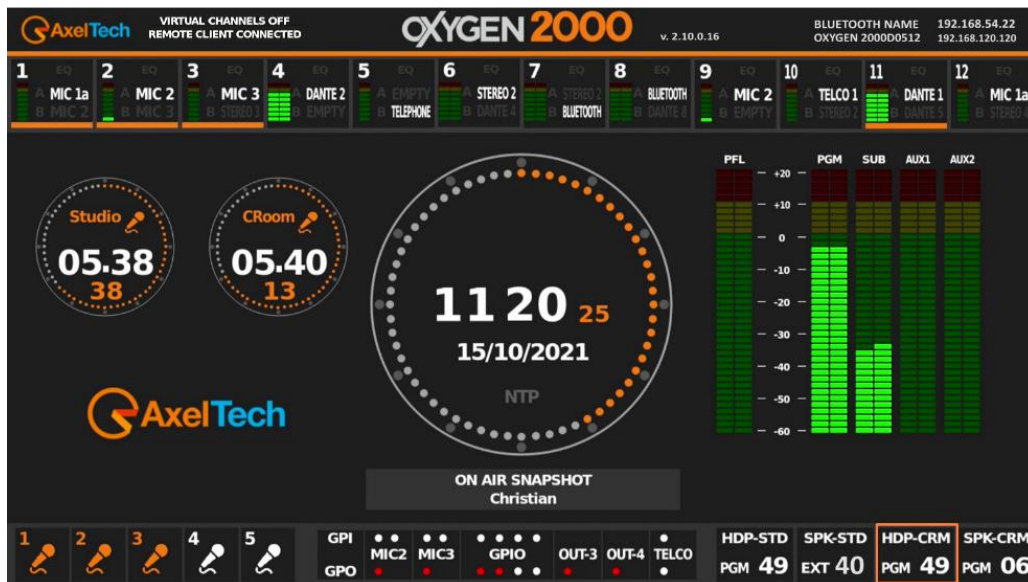 AxelTech
VIRTUAL CHANNELS OFF
REMOTE CLIENT CONNECTED
OXYGEN 2000
v. 2.10.0.16
BLUETOOTH NAME 192.168.54.22
OXYGEN 2000D0512 192.168.120.120
1 EQ 2 EQ 3 EQ 4 EQ 5 EQ 6 EQ 7 EQ 8 EQ 9 EQ 10 EQ 11 EQ 12 EQ
A MIC 1a A MIC 2 A MIC 3 A DANTE 2 A EMPTY A STEREO 2 A STEREO 2 A BLUETOOTH A MIC 2 A TELCO 1 A DANTE 1 A MIC 1a
B MIC 2 B MIC 3 B STEREO 3 B EMPTY B TELEPHONE B DANTE 4 B BLUETOOTH B DANTE 8 B EMPTY B STEREO 2 B DANTE 5 B STEREO
PFL PGM SUB AUX1 AUX2
+20
+10
0
-10
-20
-30
-40
-50
-60
Studio
05.38
38
CRoom
05.40
13
11 20 25
15/10/2021
NTP
AxelTech
ON AIR SNAPSHOT
Christian
1 2 3 4 5
GPI
MIC2 MIC3 GPIO OUT-3 OUT-4 TELCO
GPO
HDP-STD SPK-STD HDP-CRM SPK-CRM
PGM 49 EXT 40 PGM 49 PGM 06